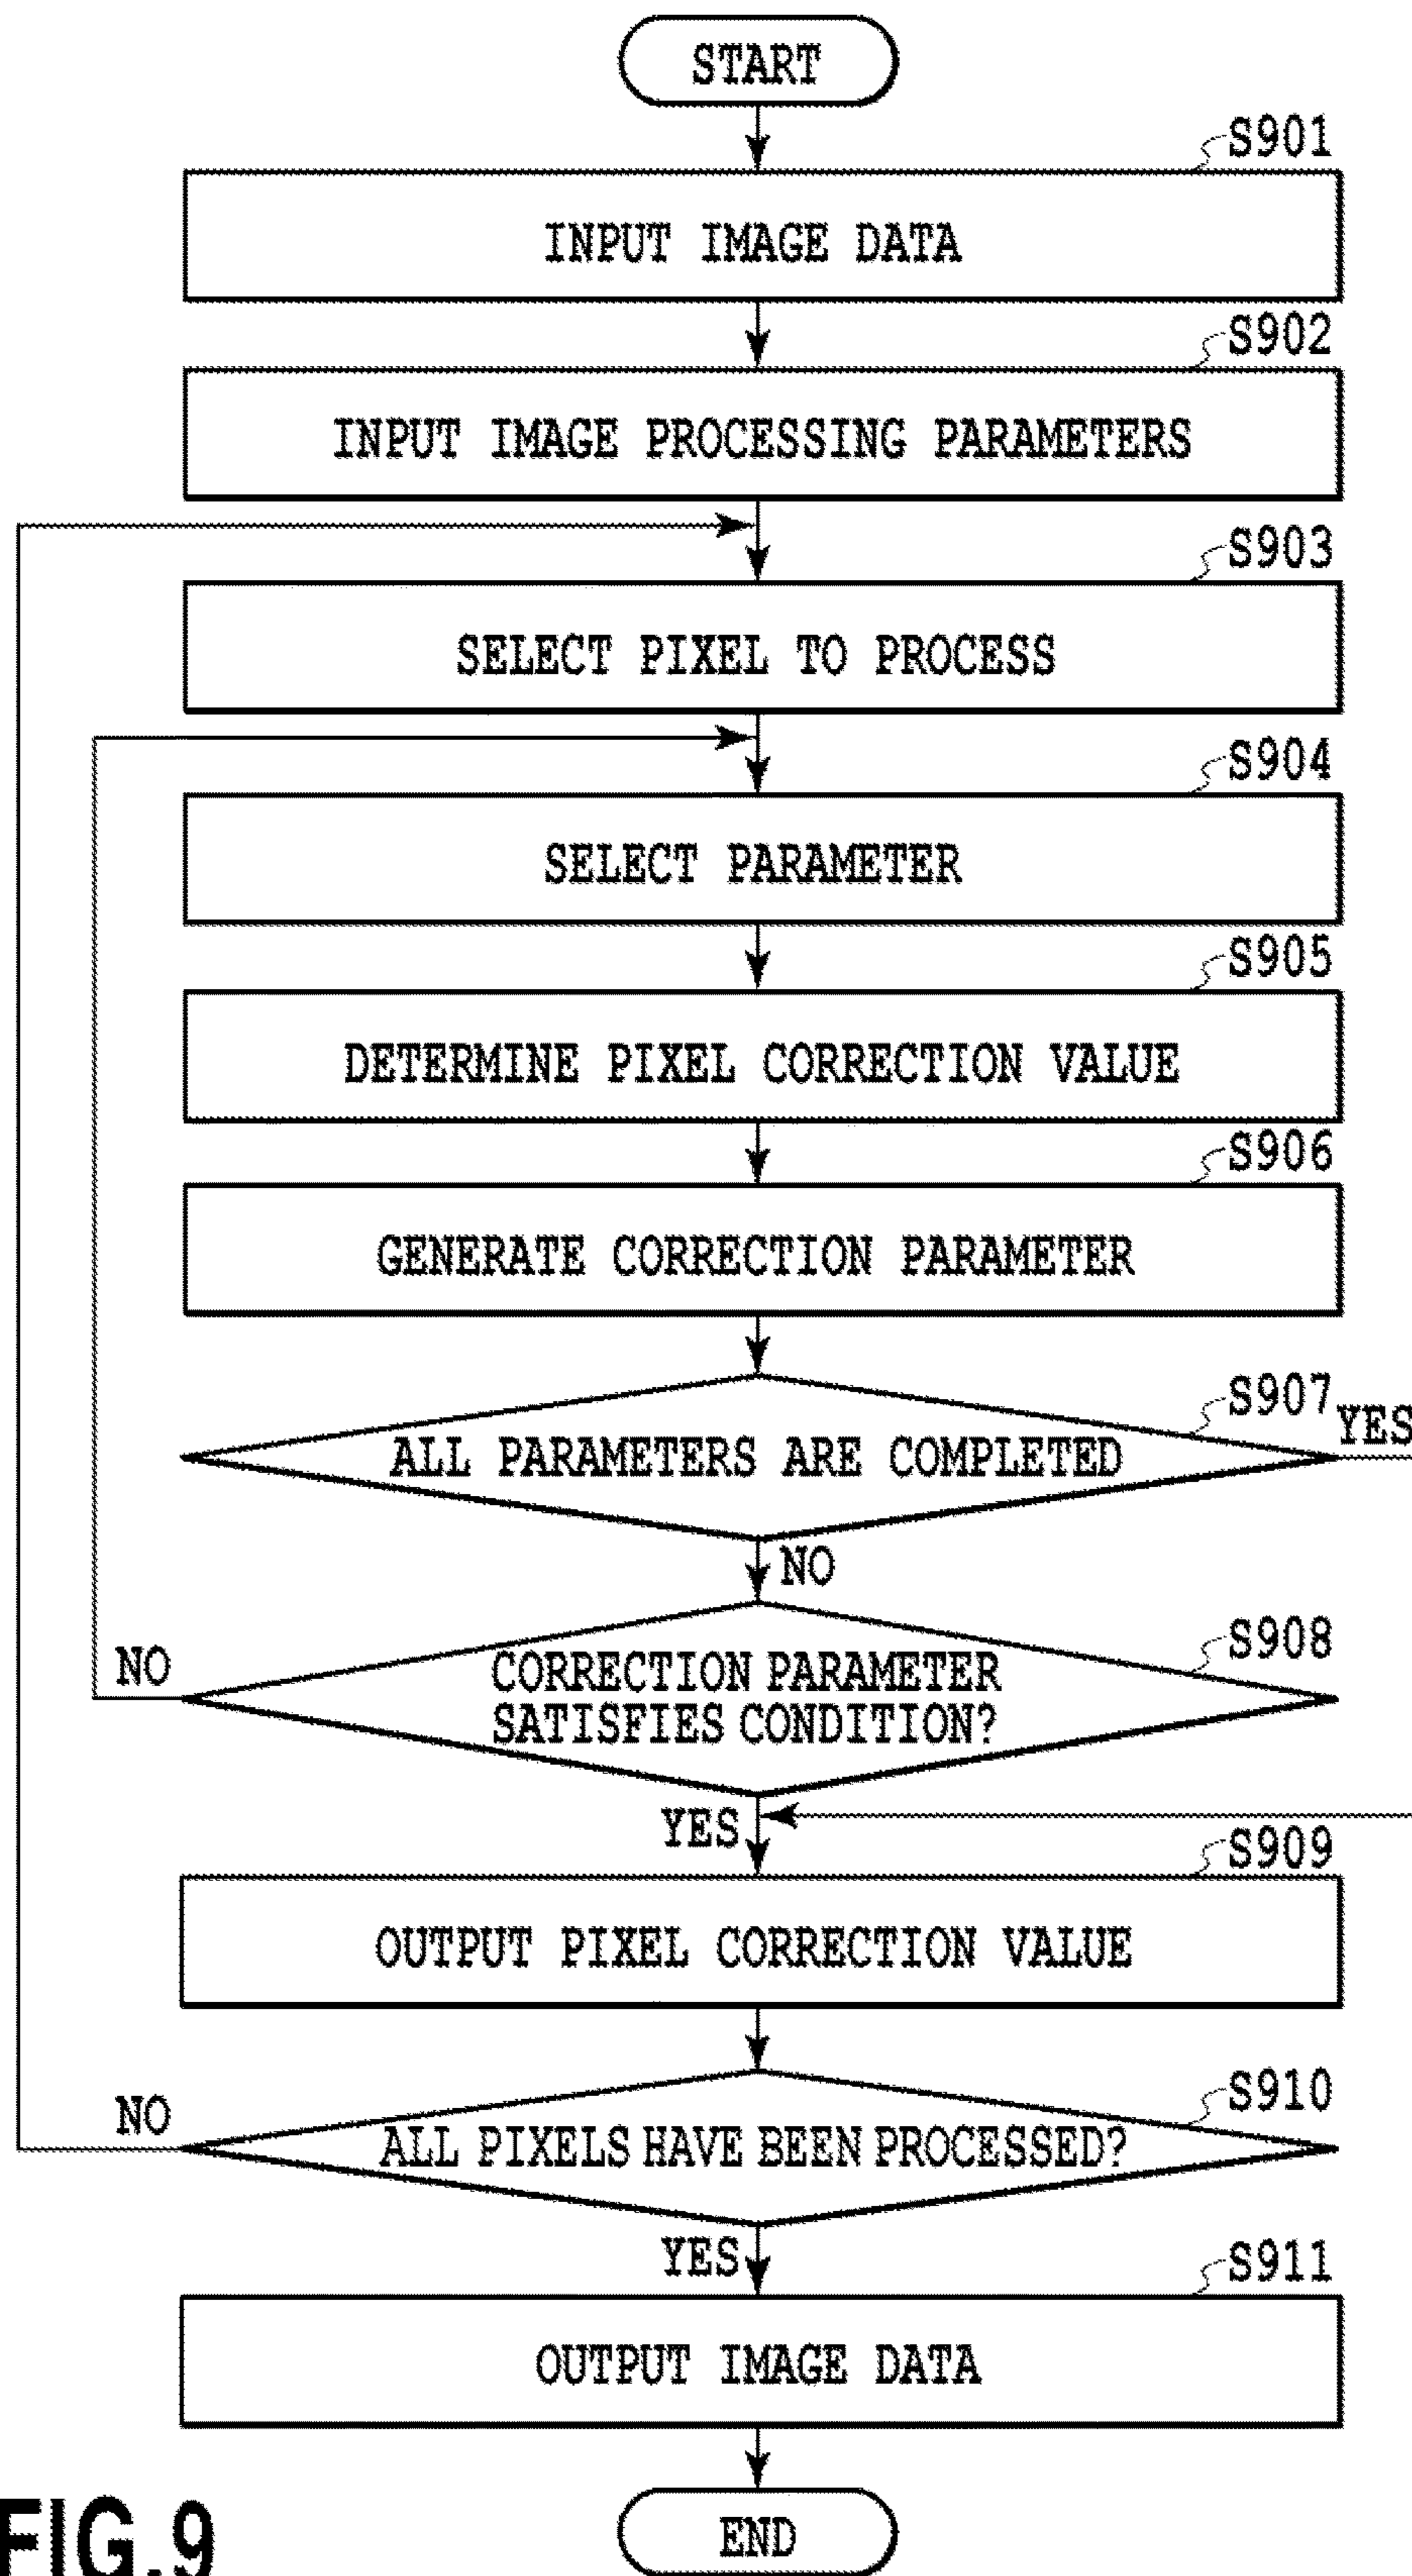 START
S901
INPUT IMAGE DATA
S902
INPUT IMAGE PROCESSING PARAMETERS
S903
SELECT PIXEL TO PROCESS
S904
SELECT PARAMETER
S905
DETERMINE PIXEL CORRECTION VALUE
S906
GENERATE CORRECTION PARAMETER
S907
YES
ALL PARAMETERS ARE COMPLETED
NO
S908
NO
CORRECTION PARAMETER
SATISFIES CONDITION?
YES
S909
OUTPUT PIXEL CORRECTION VALUE
S910
NO
ALL PIXELS HAVE BEEN PROCESSED?
YES
S911
OUTPUT IMAGE DATA
END
FIG.9